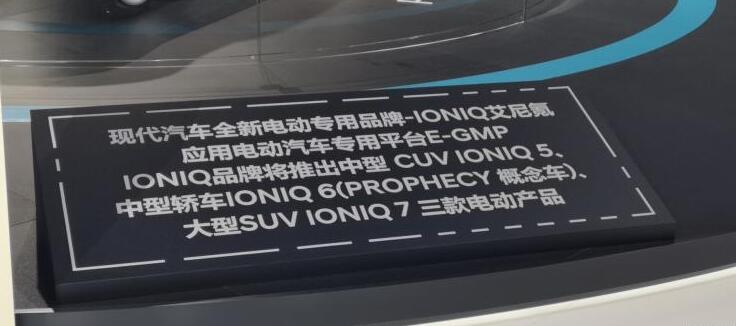 现代汽车全新电动专用品牌-IONIQ艾尼氪
应用电动汽车专用平台E-GMP
IONIQ品牌将推出中型 CUV IONIQ 5、
中型轿车IONIQ 6(PROPHECY 概念车)、
大型SUV IONIQ 7 三款电动产品